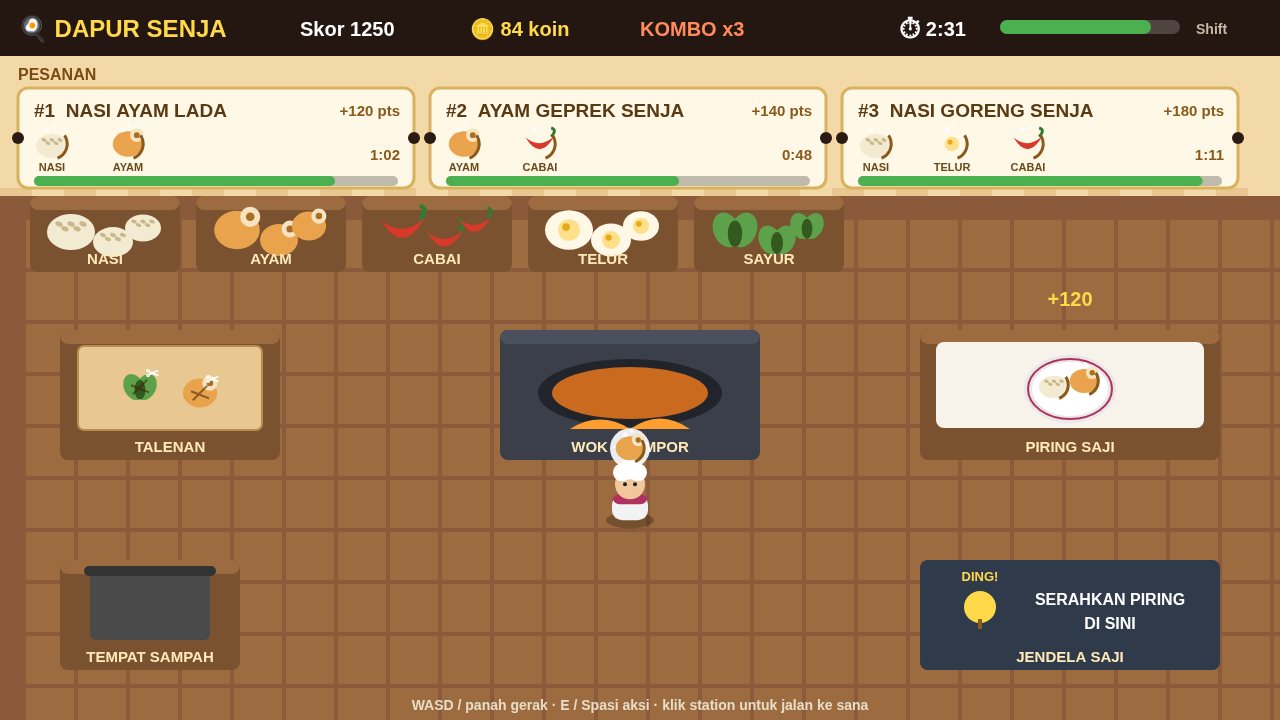 DAPUR SENJA
Skor 1250
84 koin
KOMBO x3
2:31
Shift
PESANAN
#1 NASI AYAM LADA
+120 pts
NASI
AYAM
1:02
#2 AYAM GEPREK SENJA
+140 pts
AYAM
CABAI
0:48
#3 NASI GORENG SENJA
+180 pts
NASI
TELUR
CABAI
1:11
NASI
AYAM
CABAI
TELUR
SAYUR
+120
TALENAN
WOK
PIRING SAJI
TEMPAT SAMPAH
DING!
SERAHKAN PIRING
DI SINI
JENDELA SAJI
WASD / panah gerak · E / Spasi aksi · klik station untuk jalan ke sana